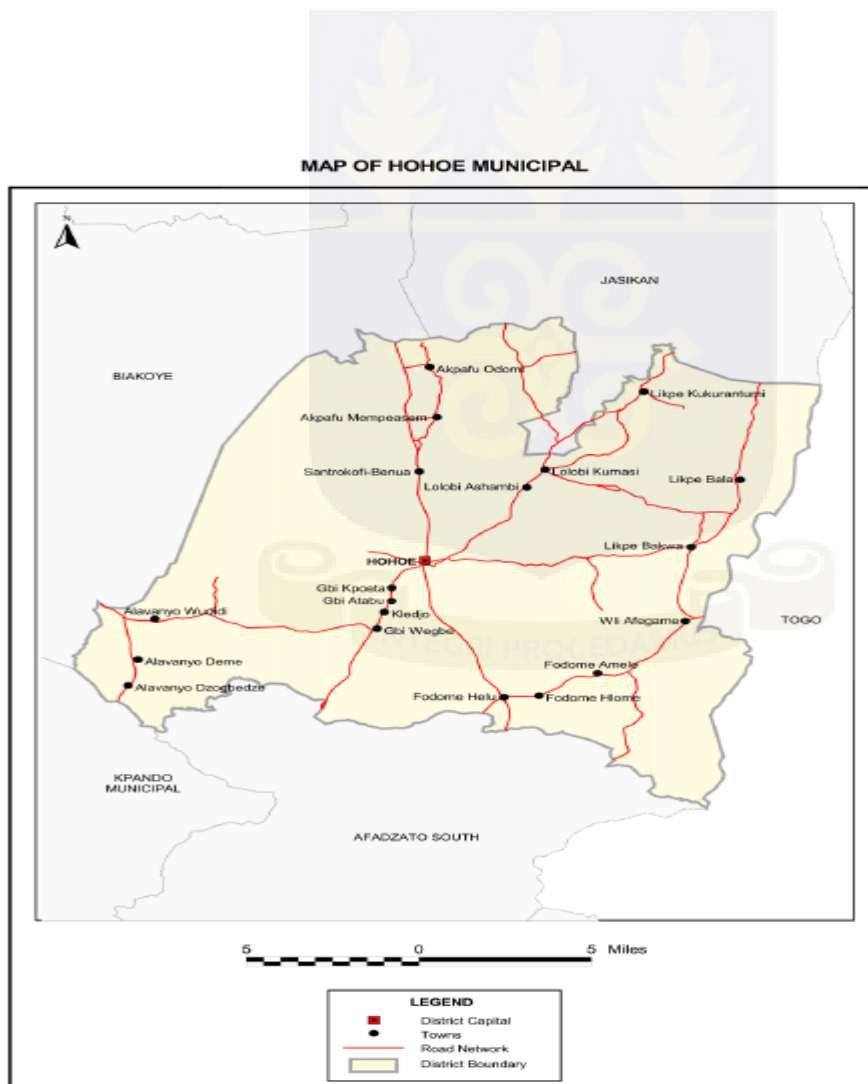 MAP OF HOHOE MUNICIPAL
N
JASIKAN
BIAKOYE
Akpafu Odomi
Likpe Kukurantumi
Akpafu Mempeasem
Santrokofi-Benua
Lolobi Kumasi
Lolobi Ashambi
Likpe Bala
Likpe Bakwa
HOHOE
Gbi Kpoeta
Gbi Atabu
Kledjo
Alavanyo Wudidi
Gbi Wegbe
Wli Afegame
TOGO
INTEGRI PROCEDAMUS
Alavanyo Deme
Fodome Amele
Alavanyo Dzogbedze
Fodome Helu
Fodome Hlome
KPANDO
MUNICIPAL
AFADZATO SOUTH
5 0 5 Miles
LEGEND
District Capital
Towns
Road Network
District Boundary